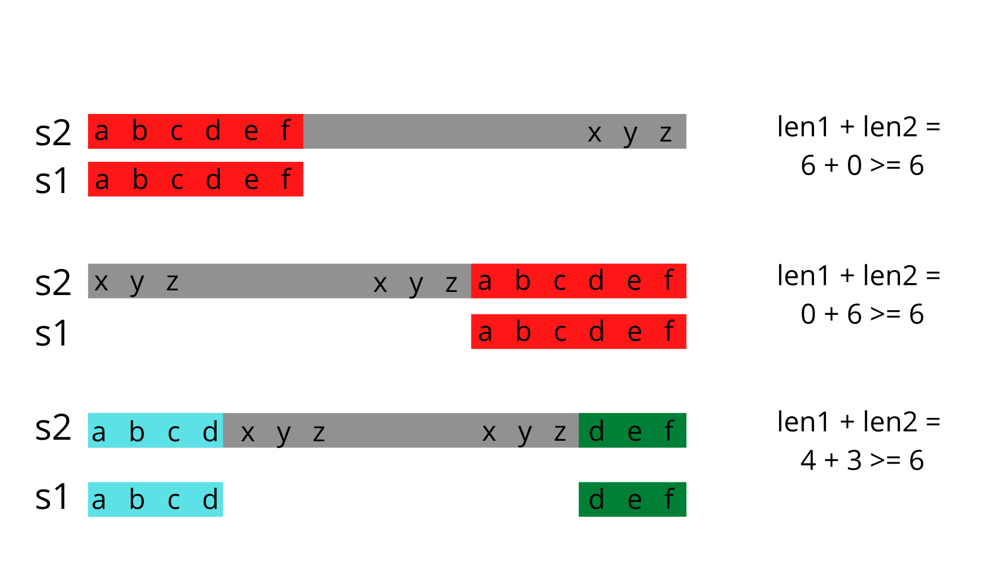 s2 a b c d e f x y z
s1 a b c d e f
len1 + len2 =
6 + 0 >= 6
s2 x y z x y z a b c d e f
s1 a b c d e f
len1 + len2 =
0 + 6 >= 6
s2 a b c d x y z x y z d e f
s1 a b c d d e f
len1 + len2 =
4 + 3 >= 6